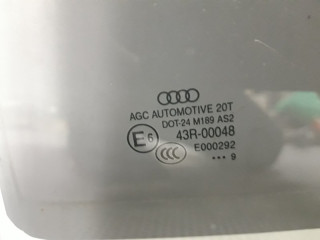 AGC AUTOMOTIVE 20T
DOT-24 M189 AS2
E6 43R-00048
CCC E000292
... 9